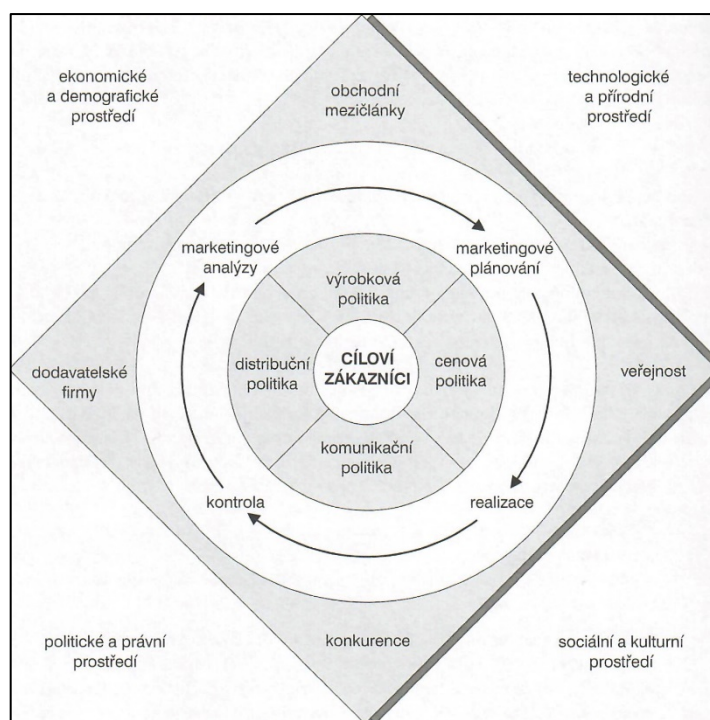 ekonomické
a demografické
prostředí
technologické
a přírodní
prostředí
obchodní
mezičlánky
marketingové
analýzy
marketingové
plánování
výrobková
politika
dodavatelské
firmy
distribuční
politika
CÍLOVÍ
ZÁKAZNÍCI
cenová
politika
veřejnost
komunikační
politika
kontrola
realizace
politické a právní
prostředí
konkurence
sociální a kulturní
prostředí